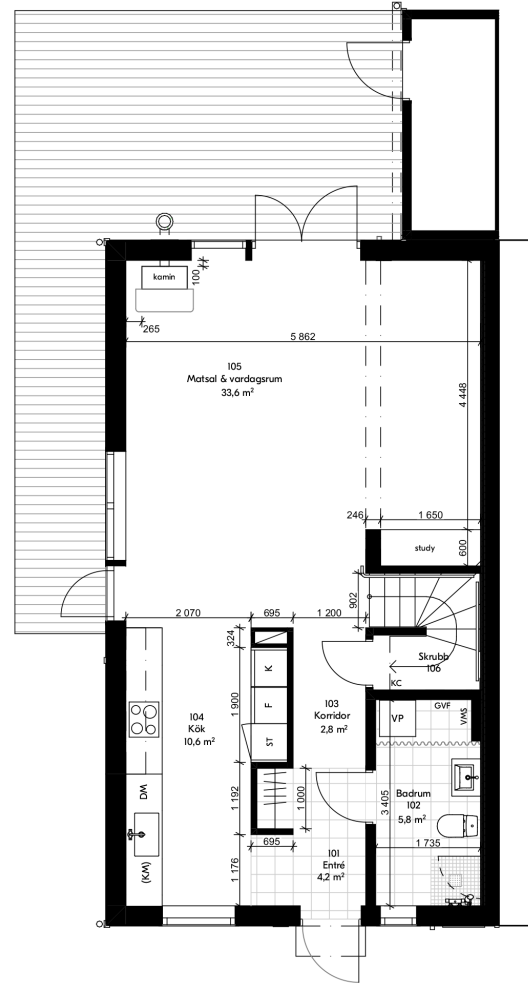 kamin
100
265
5 862
105
Matsal & vardagsrum
33,6 m²
4 448
246
1 650
study
600
902
2 070
695
1 200
324
K
F
ST
1 900
Skrubb
106
KC
103
Korridor
2,8 m²
104
Kök
10,6 m²
VP
GVF
VMS
DM
(KM)
1 192
1 000
Badrum
102
5,8 m²
3 405
1 735
695
101
Entré
4,2 m²
1 176